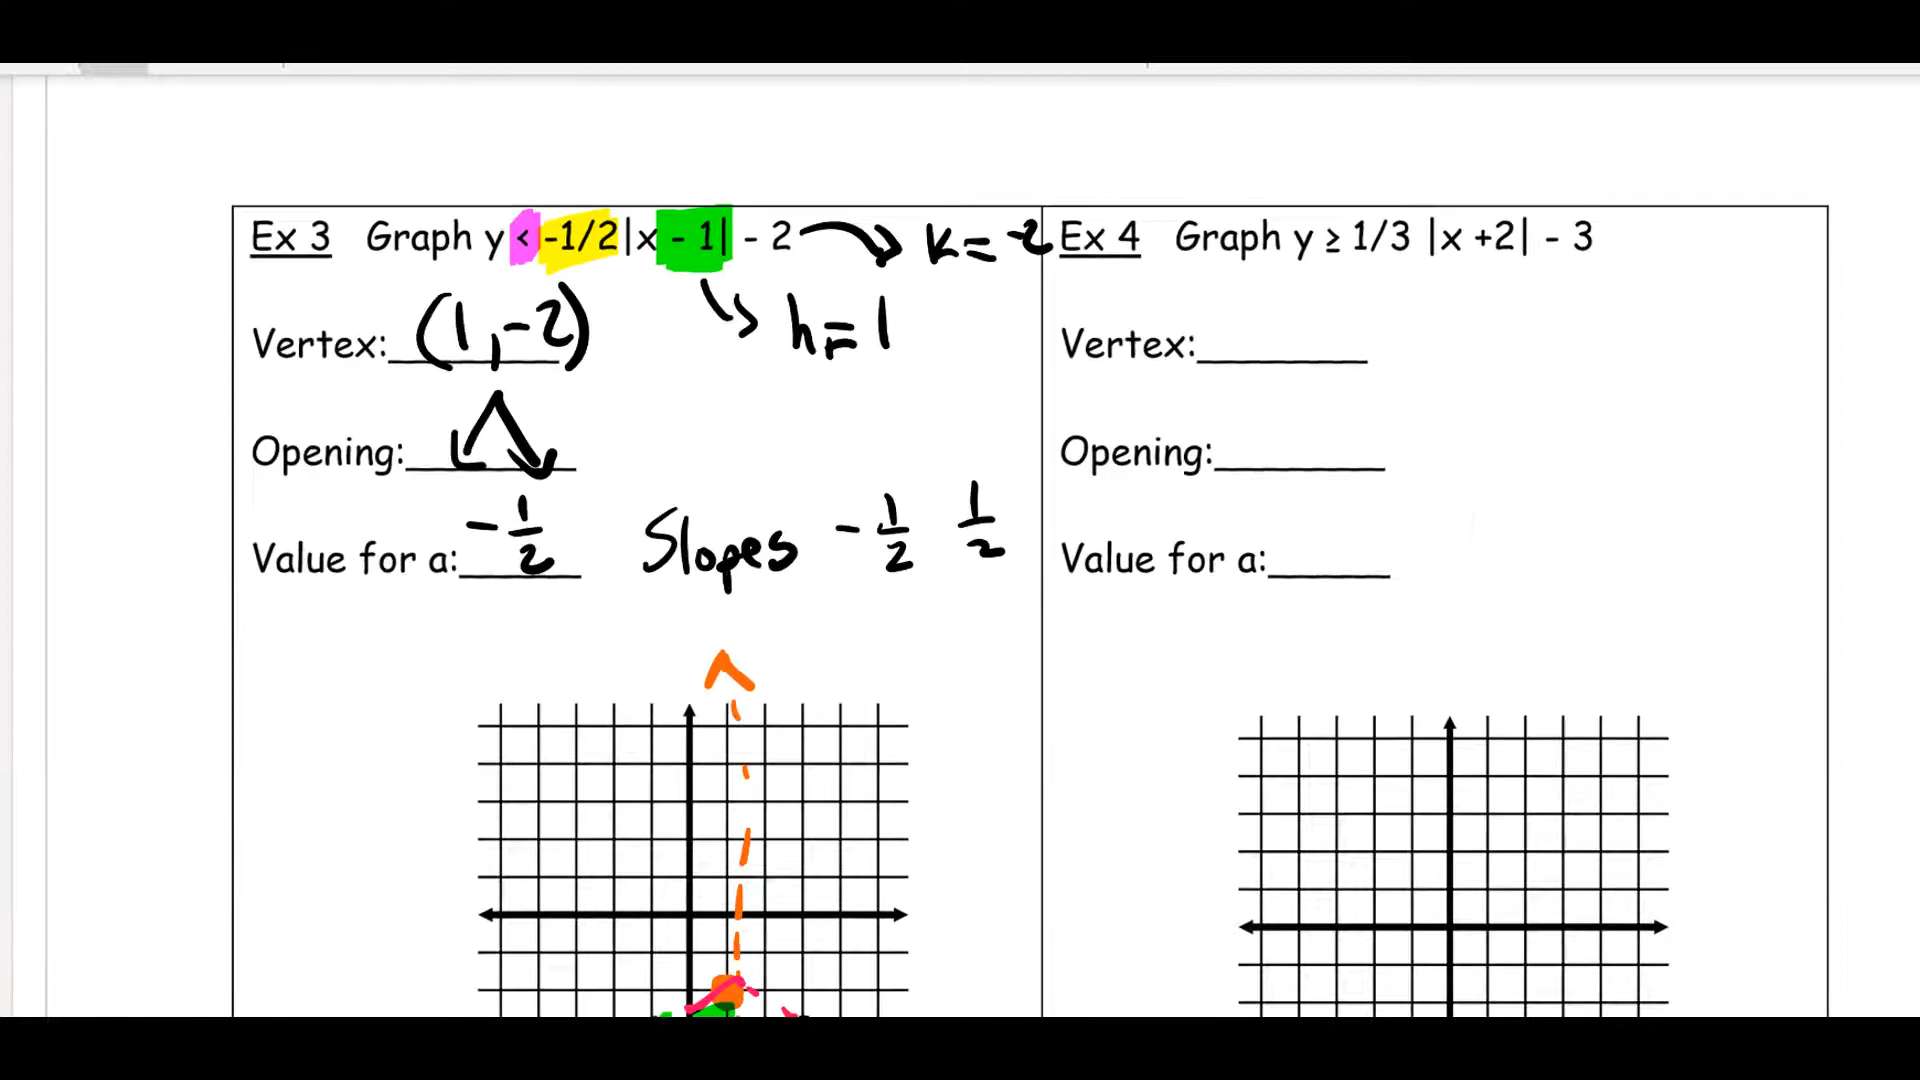 Ex 3 Graph y < -1/2|x - 1| - 2 k = -2
h = 1
Vertex: (1, -2)
Opening:
Value for a: -1/2 Slopes -1/2 1/2
Ex 4 Graph y ≥ 1/3 |x +2| - 3
Vertex:
Opening:
Value for a: